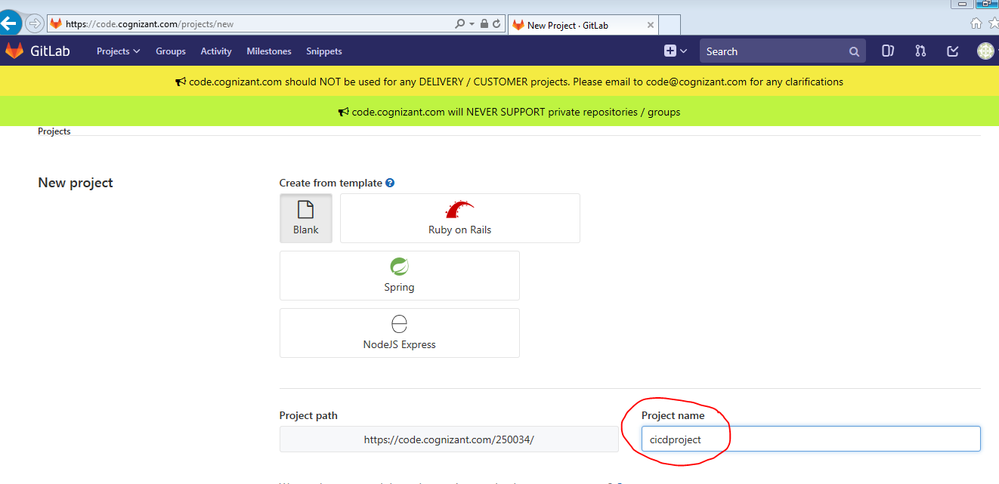 https://code.cognizant.com/projects/new
New Project · GitLab
GitLab Projects Groups Activity Milestones Snippets Search
code.cognizant.com should NOT be used for any DELIVERY / CUSTOMER projects. Please email to code@cognizant.com for any clarifications
code.cognizant.com will NEVER SUPPORT private repositories / groups
Projects
New project
Create from template ?
Blank
Ruby on Rails
Spring
NodeJS Express
Project path
Project name
https://code.cognizant.com/250034/
cicdproject